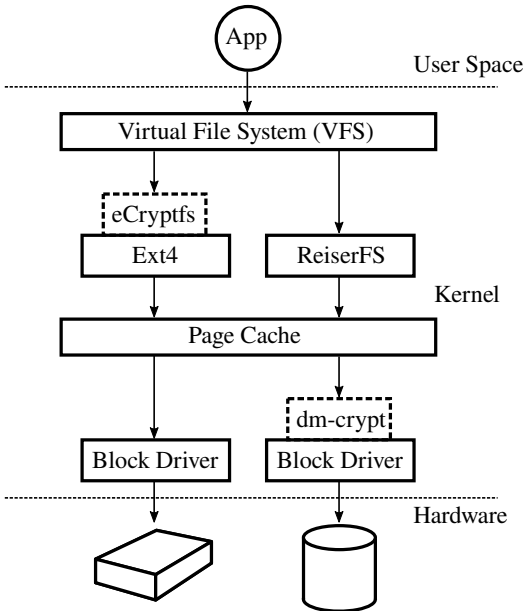 App
User Space
Virtual File System (VFS)
eCryptfs
Ext4
ReiserFS
Kernel
Page Cache
dm-crypt
Block Driver
Block Driver
Hardware